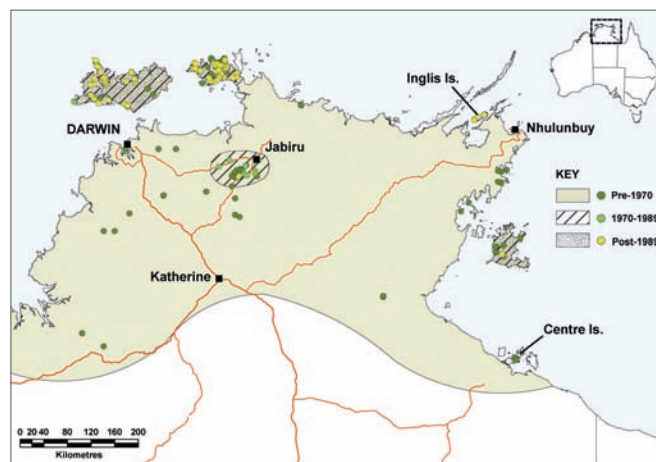 Inglis Is.
DARWIN
Nhulunbuy
Jabiru
KEY
Pre-1970
1970-1989
Post-1989
Katherine
Centre Is.
0 20 40 80 120 160 200
Kilometres